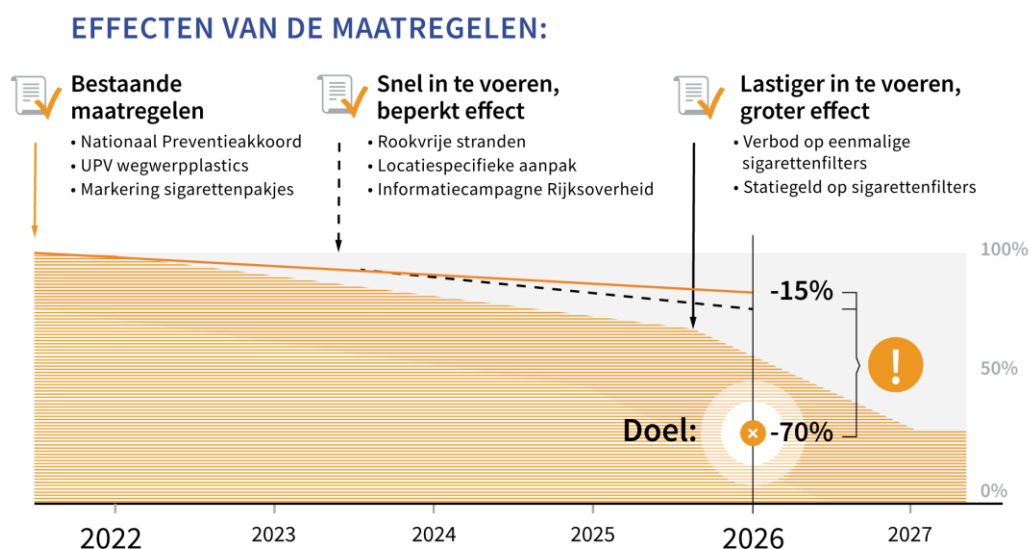 EFFECTEN VAN DE MAATREGELEN:
Bestaande
maatregelen
• Nationaal Preventieakkoord
• UPV wegwerpplastics
• Markering sigarettenpakjes
Snel in te voeren,
beperkt effect
• Rookvrije stranden
• Locatiespecifieke aanpak
• Informatiecampagne Rijksoverheid
Lastiger in te voeren,
groter effect
• Verbod op eenmalige
sigarettenfilters
• Statiegeld op sigarettenfilters
100%
-15%
!
50%
Doel:
-70%
0%
2022
2023
2024
2025
2026
2027